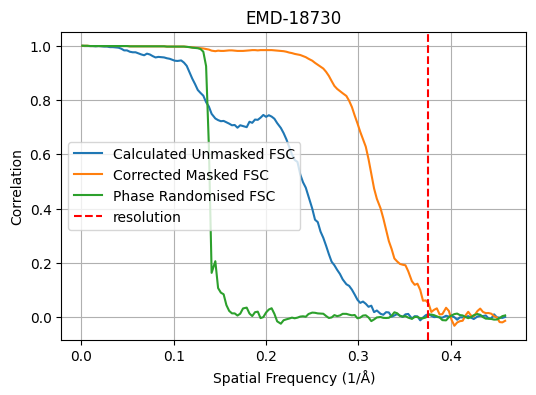 EMD-18730
1.0
0.8
0.6
0.4
0.2
0.0
Correlation
Calculated Unmasked FSC
Corrected Masked FSC
Phase Randomised FSC
resolution
0.0 0.1 0.2 0.3 0.4
Spatial Frequency (1/Å)